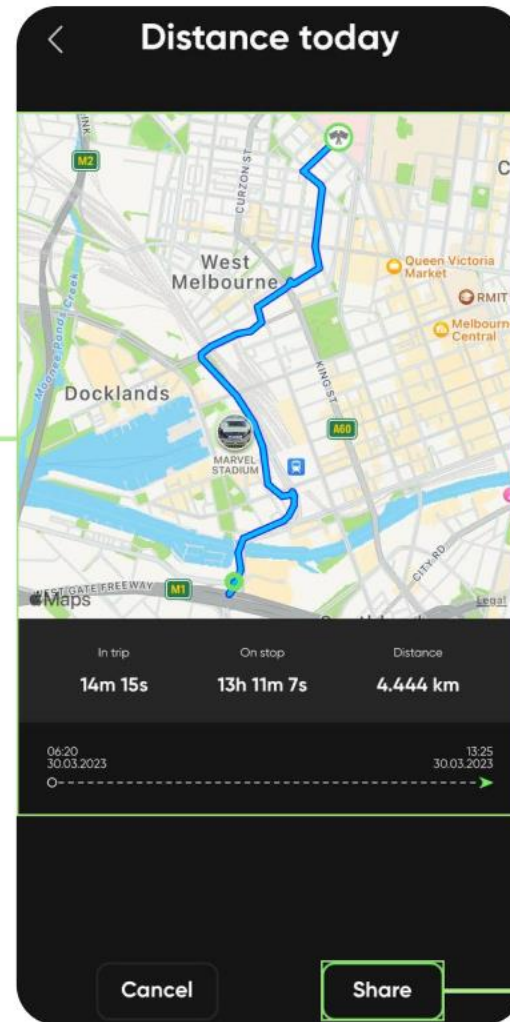 Distance today
INK
M2
CURZON ST
C
West
Melbourne
Queen Victoria
Market
RMIT
Melbourn
Central
Moonee Ponds Creek
Docklands
KING ST
A60
MARVEL
STADIUM
CITY RD
WEST GATE FREEWAY
M1
Maps
Legal
In trip
On stop
Distance
14m 15s
13h 11m 7s
4.444 km
06:20
30.03.2023
13:25
30.03.2023
Cancel
Share